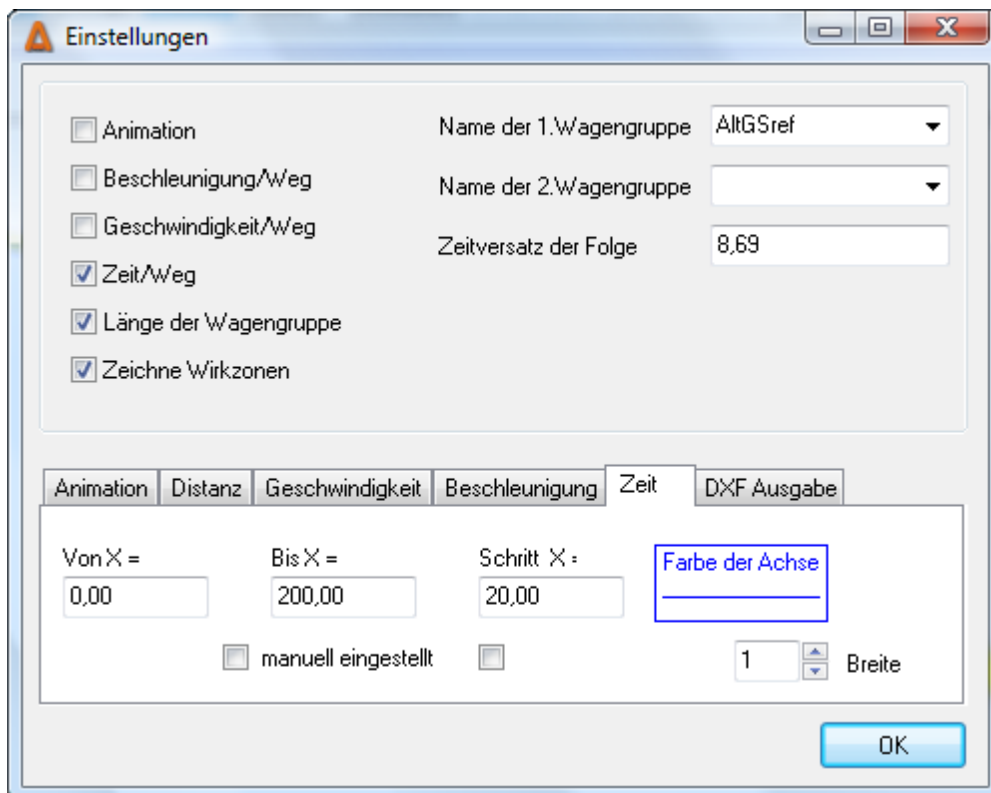 Einstellungen
Animation
Beschleunigung/Weg
Geschwindigkeit/Weg
Zeit/Weg
Länge der Wagengruppe
Zeichne Wirkzonen
Name der 1.Wagengruppe AltGSref
Name der 2.Wagengruppe
Zeitversatz der Folge 8,69
Animation Distanz Geschwindigkeit Beschleunigung Zeit DXF Ausgabe
Von X = Bis X = Schritt X = Farbe der Achse
0,00 200,00 20,00
manuell eingestellt 1 Breite
OK